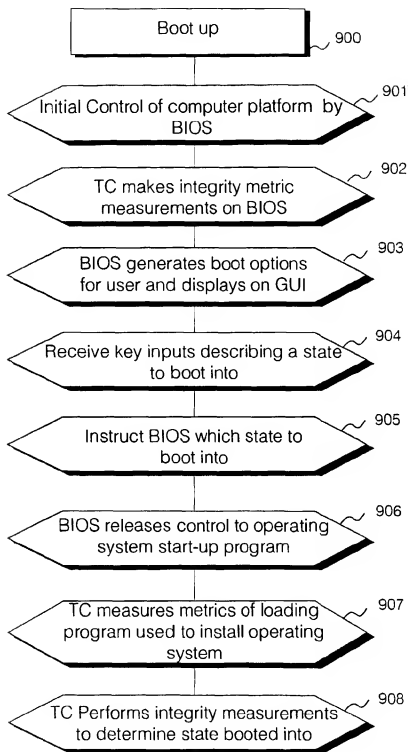 Boot up
900
901
Initial Control of computer platform by
BIOS
902
TC makes integrity metric
measurements on BIOS
903
BIOS generates boot options
for user and displays on GUI
904
Receive key inputs describing a state
to boot into
905
Instruct BIOS which state to
boot into
906
BIOS releases control to operating
system start-up program
907
TC measures metrics of loading
program used to install operating
system
908
TC Performs integrity measurements
to determine state booted into